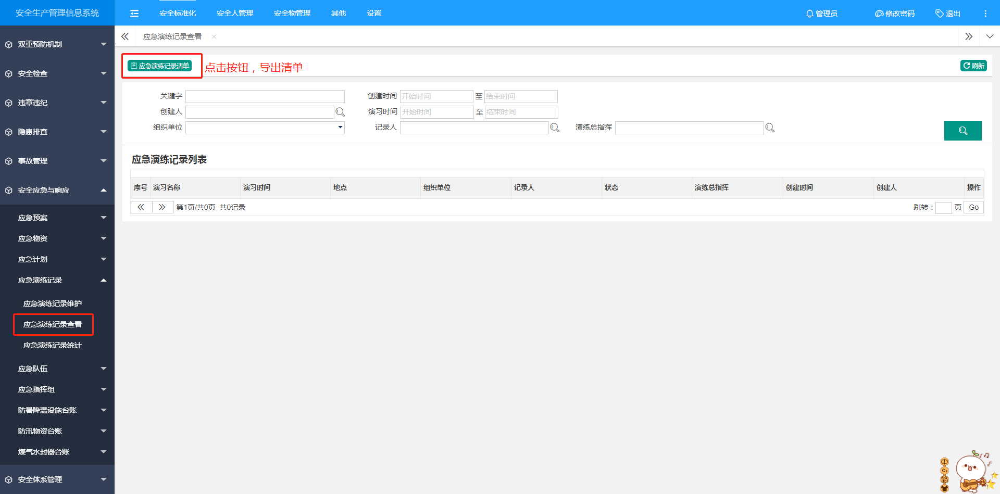 安全生产管理信息系统
安全标准化 安全人管理 安全物管理 其他 设置
管理员 修改密码 退出
双重预防机制
安全检查
违章违纪
隐患排查
事故管理
安全应急与响应
应急预案
应急物资
应急计划
应急演练记录
应急演练记录维护
应急演练记录查看
应急演练记录统计
应急队伍
应急指挥组
防暑降温设施台账
防汛物资台账
煤气水封器台账
安全体系管理
应急演练记录查看
应急演练记录清单 点击按钮，导出清单 刷新
关键字 创建时间 开始时间 至 结束时间
创建人 演习时间 开始时间 至 结束时间
组织单位 记录人 演练总指挥
应急演练记录列表
序号 演习名称 演习时间 地点 组织单位 记录人 状态 演练总指挥 创建时间 创建人 操作
第1页/共0页 共0记录 跳转： 页 Go
中
简